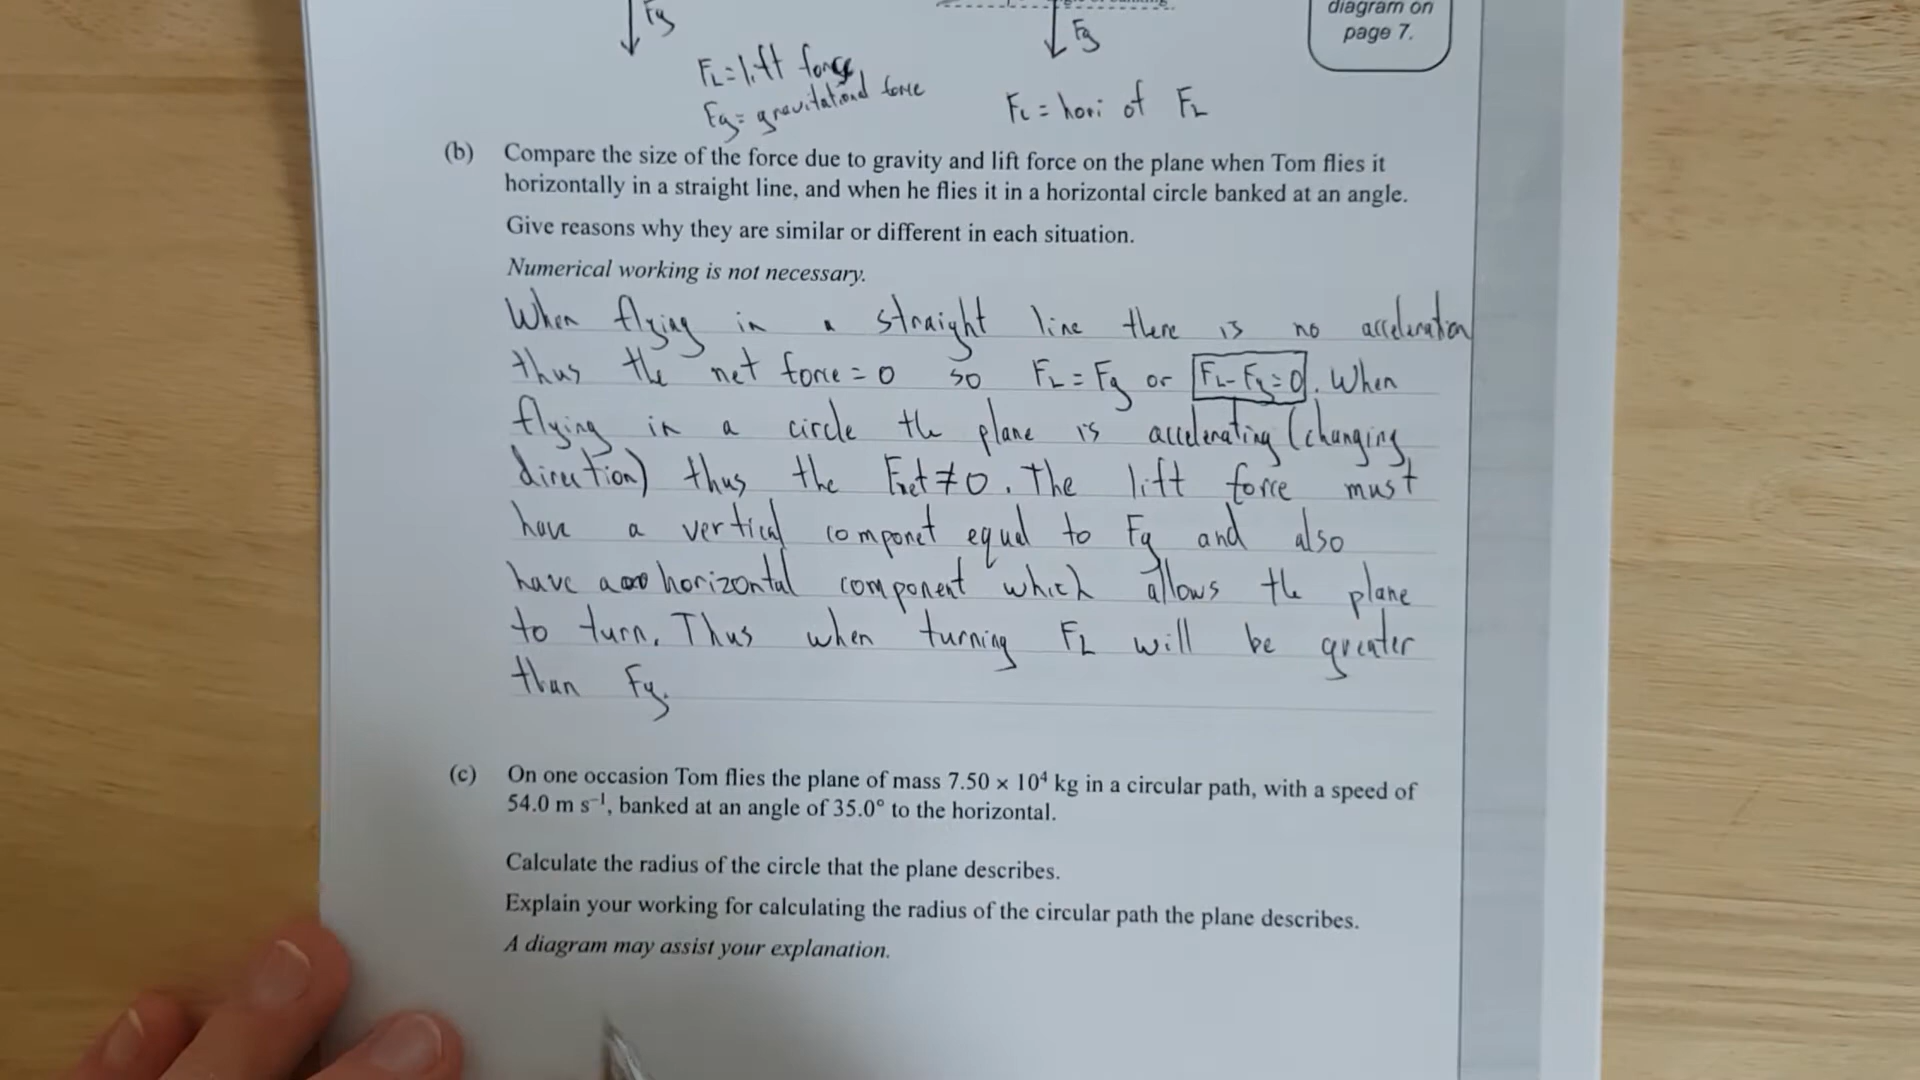 diagram on
page 7.
Fg
Fg
FL=lift force
Fg= gravitational force
Fc = hori of FL
(b) Compare the size of the force due to gravity and lift force on the plane when Tom flies it
horizontally in a straight line, and when he flies it in a horizontal circle banked at an angle.
Give reasons why they are similar or different in each situation.
Numerical working is not necessary.
When flying in a straight line there is no acceleration
thus the net force = 0 so FL = Fg or FL - Fg = 0. When
flying in a circle the plane is accelerating (changing
direction) thus the Fnet ≠ 0. The lift force must
have a vertical componet equal to Fg and also
have a horizontal component which allows the plane
to turn. Thus when turning FL will be greater
than Fg.
(c) On one occasion Tom flies the plane of mass 7.50 × 10⁴ kg in a circular path, with a speed of
54.0 m s⁻¹, banked at an angle of 35.0° to the horizontal.
Calculate the radius of the circle that the plane describes.
Explain your working for calculating the radius of the circular path the plane describes.
A diagram may assist your explanation.